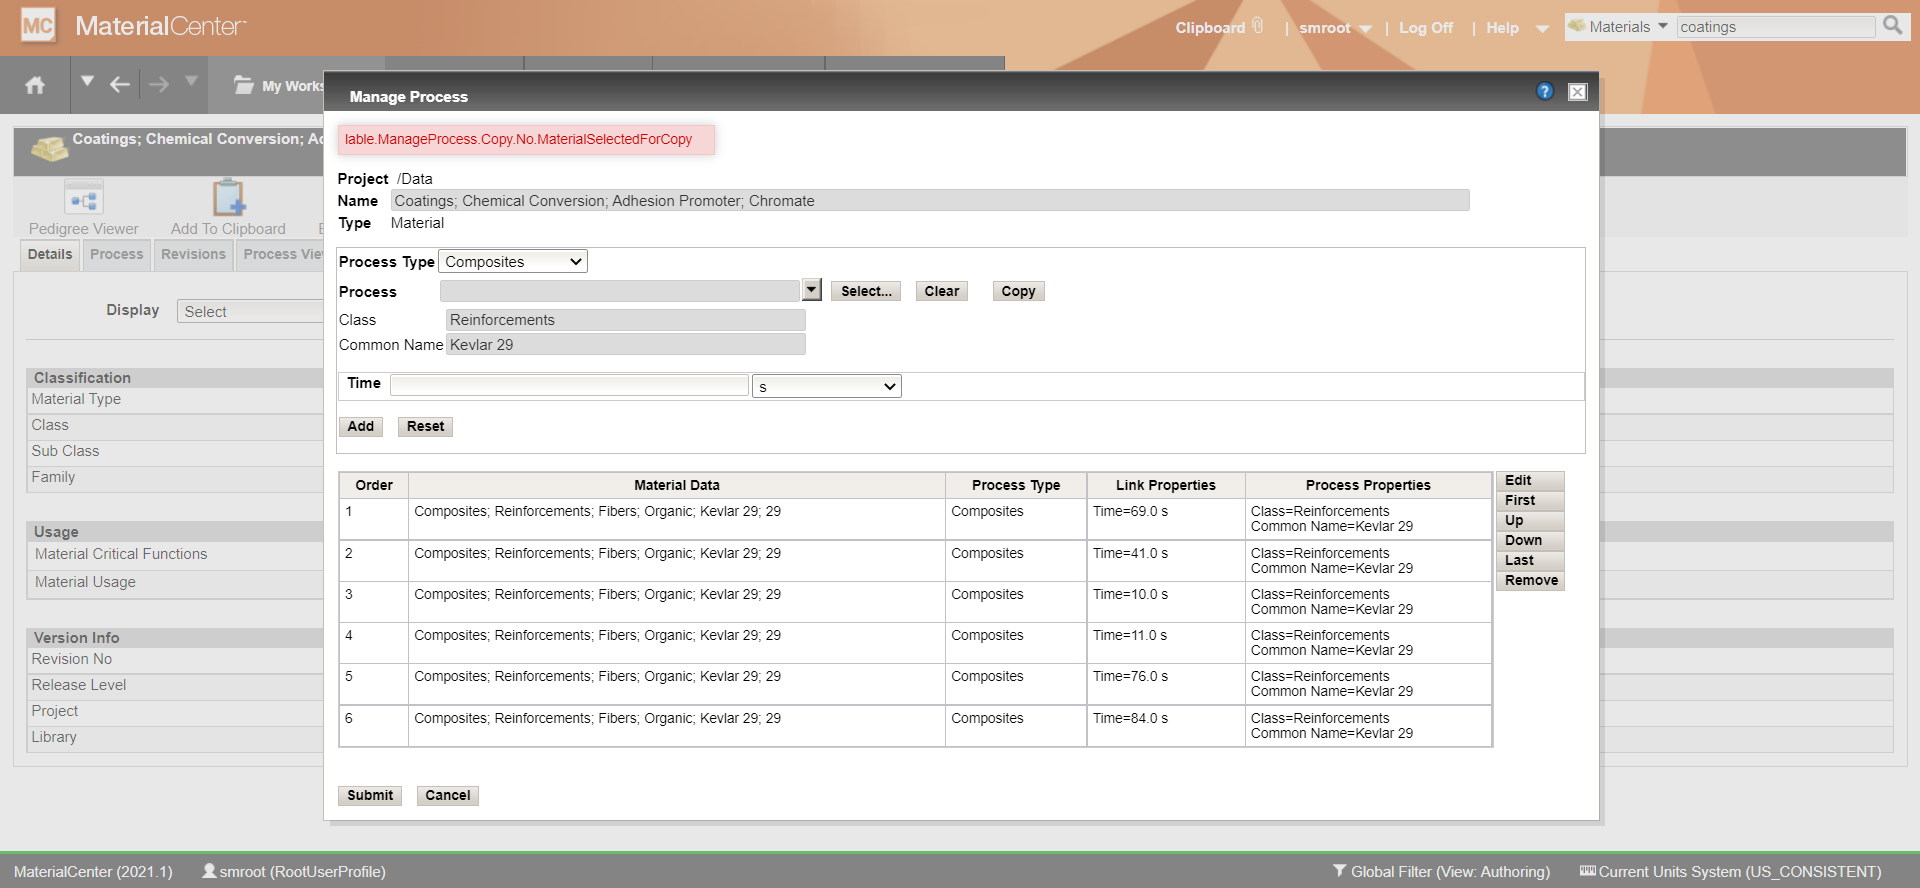 MC MaterialCenter
Clipboard | smroot | Log Off | Help Materials coatings
My Works
Manage Process ?
Coatings; Chemical Conversion; Ad
lable.ManageProcess.Copy.No.MaterialSelectedForCopy
Project /Data
Name Coatings; Chemical Conversion; Adhesion Promoter; Chromate
Type Material
Pedigree Viewer Add To Clipboard E
Details Process Revisions Process View
Process Type Composites
Process Select... Clear Copy
Class Reinforcements
Common Name Kevlar 29
Display Select
Time s
Add Reset
Classification
Material Type
Class
Sub Class
Family
Usage
Material Critical Functions
Material Usage
Version Info
Revision No
Release Level
Project
Library
Order Material Data Process Type Link Properties Process Properties
1 Composites; Reinforcements; Fibers; Organic; Kevlar 29; 29 Composites Time=69.0 s Class=Reinforcements
Common Name=Kevlar 29
2 Composites; Reinforcements; Fibers; Organic; Kevlar 29; 29 Composites Time=41.0 s Class=Reinforcements
Common Name=Kevlar 29
3 Composites; Reinforcements; Fibers; Organic; Kevlar 29; 29 Composites Time=10.0 s Class=Reinforcements
Common Name=Kevlar 29
4 Composites; Reinforcements; Fibers; Organic; Kevlar 29; 29 Composites Time=11.0 s Class=Reinforcements
Common Name=Kevlar 29
5 Composites; Reinforcements; Fibers; Organic; Kevlar 29; 29 Composites Time=76.0 s Class=Reinforcements
Common Name=Kevlar 29
6 Composites; Reinforcements; Fibers; Organic; Kevlar 29; 29 Composites Time=84.0 s Class=Reinforcements
Common Name=Kevlar 29
Edit
First
Up
Down
Last
Remove
Submit Cancel
MaterialCenter (2021.1) smroot (RootUserProfile) Global Filter (View: Authoring) Current Units System (US_CONSISTENT)